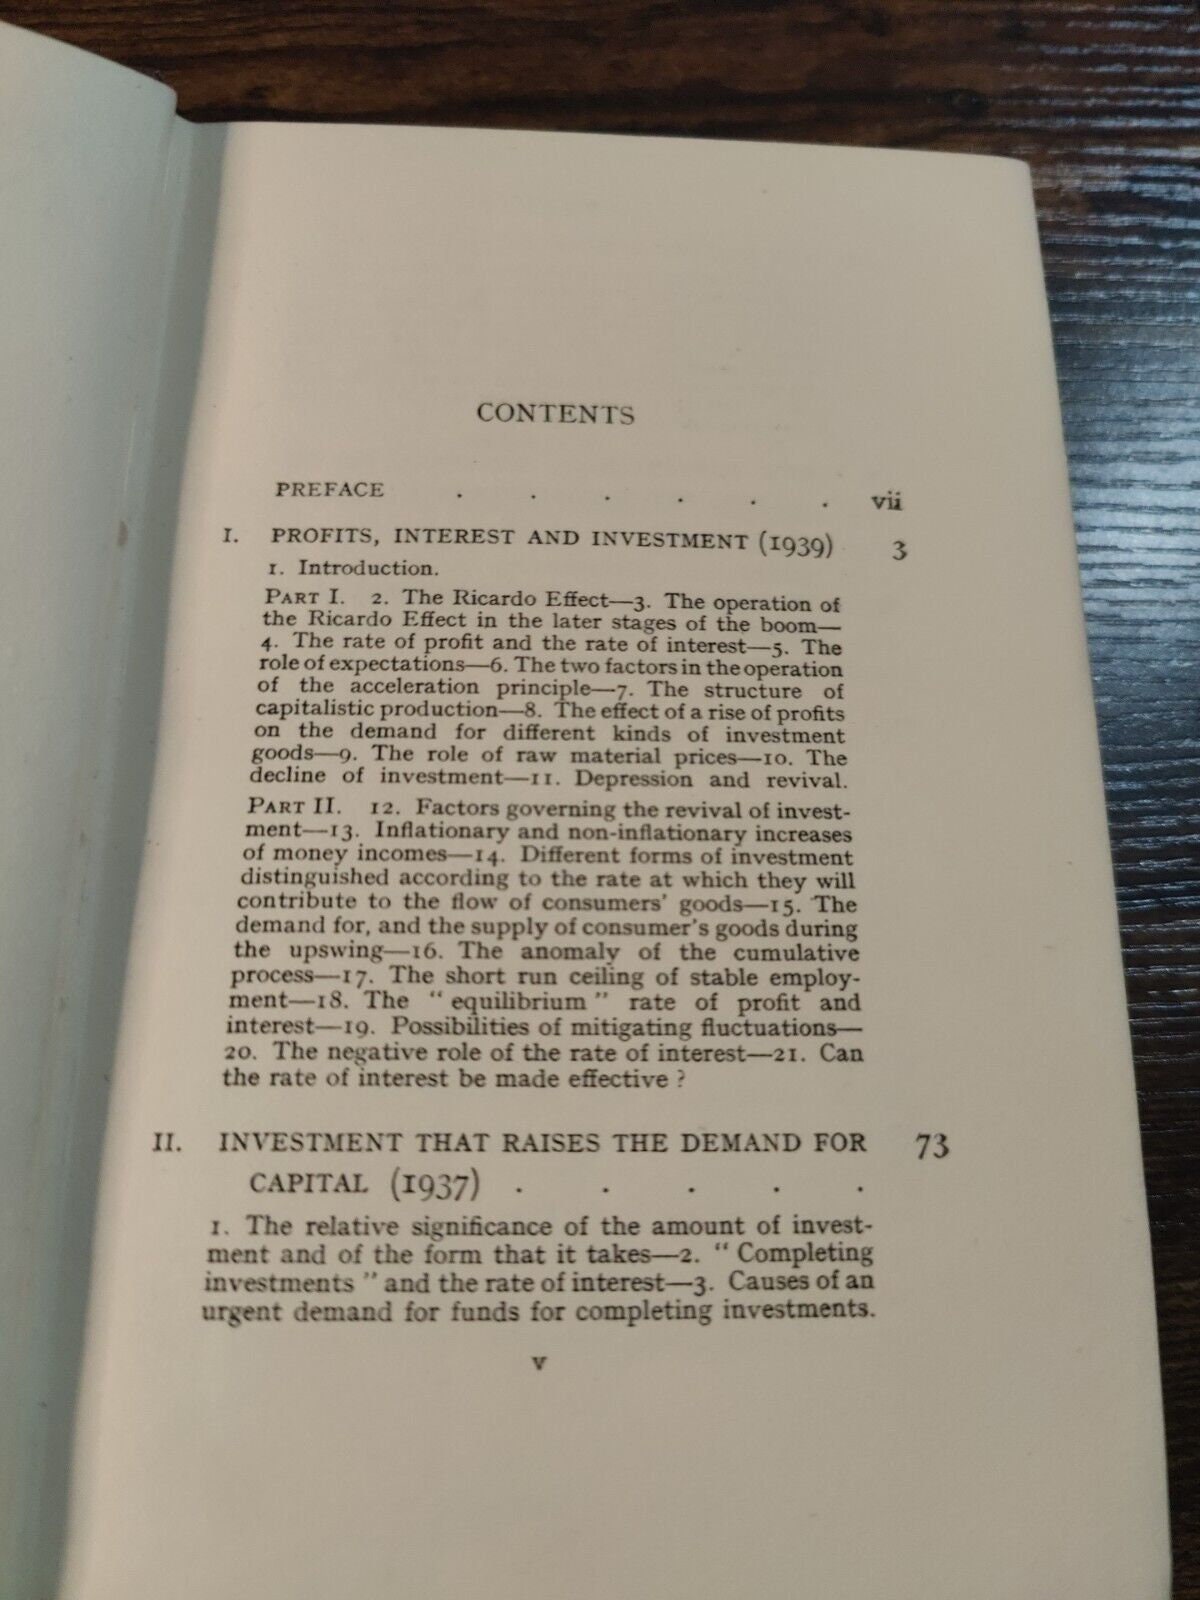 CONTENTS
PREFACE . . . . . . vii
I. PROFITS, INTEREST AND INVESTMENT (1939) 3
1. Introduction.
PART I. 2. The Ricardo Effect—3. The operation of
the Ricardo Effect in the later stages of the boom—
4. The rate of profit and the rate of interest—5. The
role of expectations—6. The two factors in the operation
of the acceleration principle—7. The structure of
capitalistic production—8. The effect of a rise of profits
on the demand for different kinds of investment
goods—9. The role of raw material prices—10. The
decline of investment—11. Depression and revival.
PART II. 12. Factors governing the revival of invest-
ment—13. Inflationary and non-inflationary increases
of money incomes—14. Different forms of investment
distinguished according to the rate at which they will
contribute to the flow of consumers' goods—15. The
demand for, and the supply of consumer's goods during
the upswing—16. The anomaly of the cumulative
process—17. The short run ceiling of stable employ-
ment—18. The " equilibrium " rate of profit and
interest—19. Possibilities of mitigating fluctuations—
20. The negative role of the rate of interest—21. Can
the rate of interest be made effective ?
II. INVESTMENT THAT RAISES THE DEMAND FOR 73
CAPITAL (1937) . . . . .
1. The relative significance of the amount of invest-
ment and of the form that it takes—2. " Completing
investments " and the rate of interest—3. Causes of an
urgent demand for funds for completing investments.
v